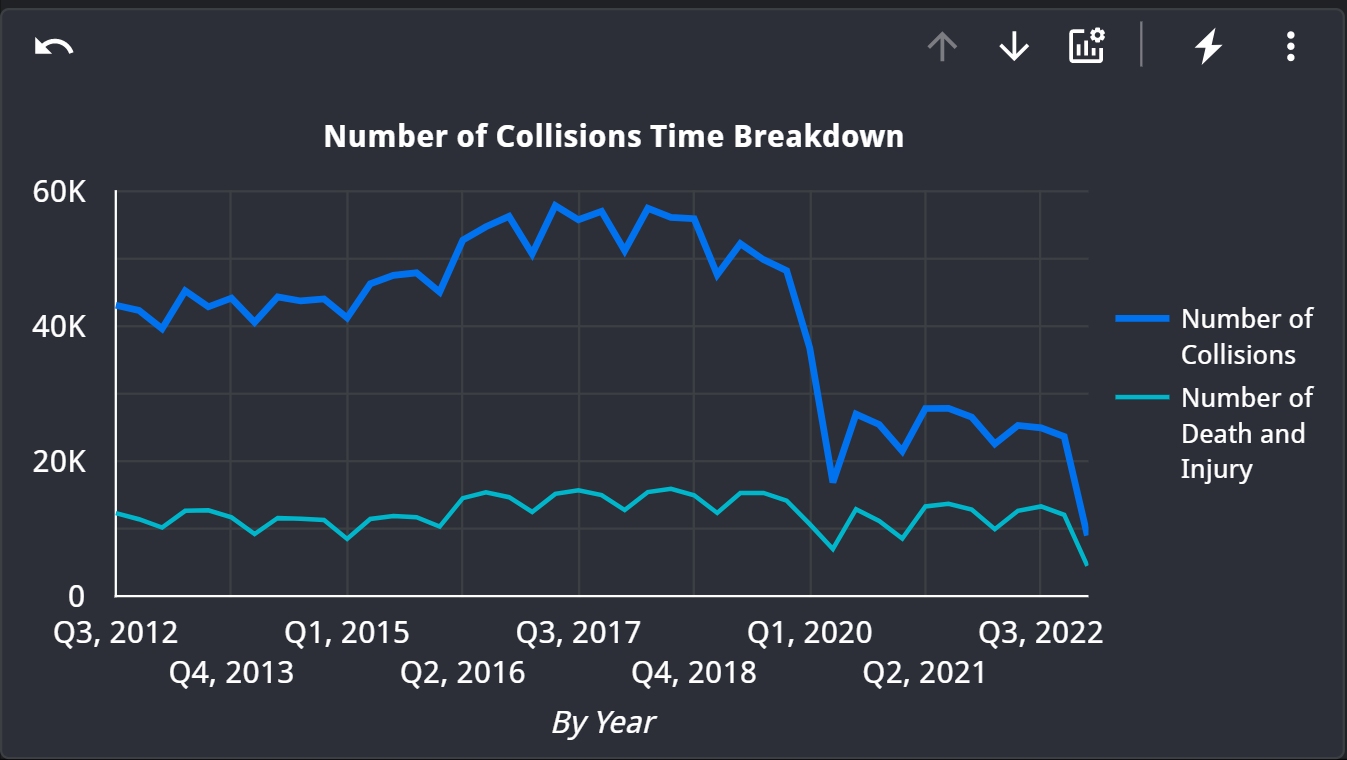 Number of Collisions Time Breakdown
60K
40K
20K
0
Q3, 2012
Q1, 2015
Q3, 2017
Q1, 2020
Q3, 2022
Q4, 2013
Q2, 2016
Q4, 2018
Q2, 2021
By Year
Number of
Collisions
Number of
Death and
Injury